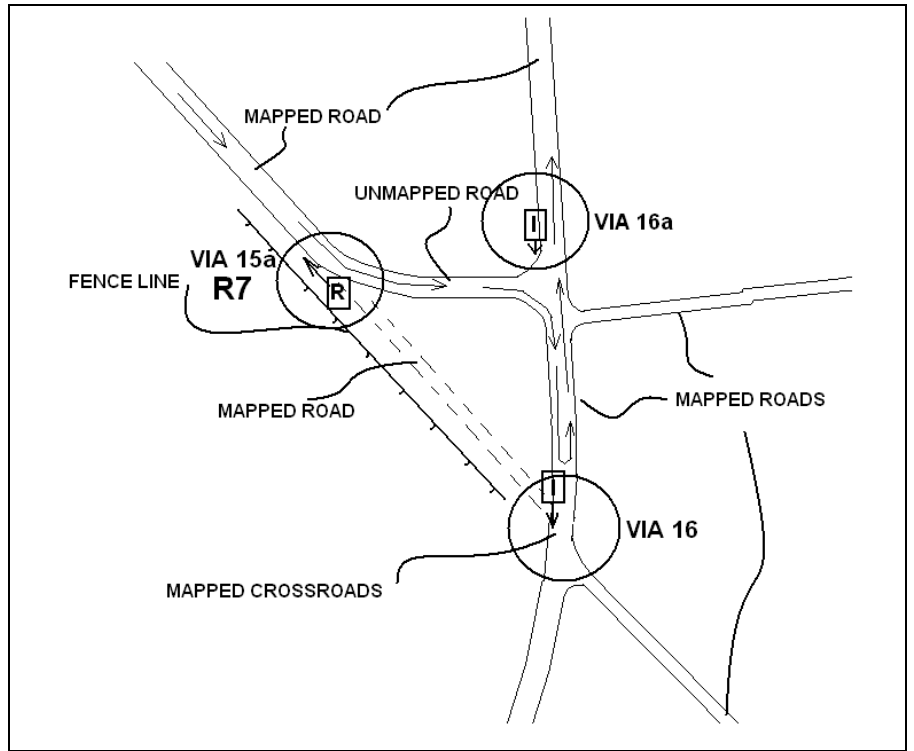 MAPPED ROAD
UNMAPPED ROAD
I
VIA 16a
VIA 15a
FENCE LINE
R7
R
MAPPED ROAD
MAPPED ROADS
I
VIA 16
MAPPED CROSSROADS